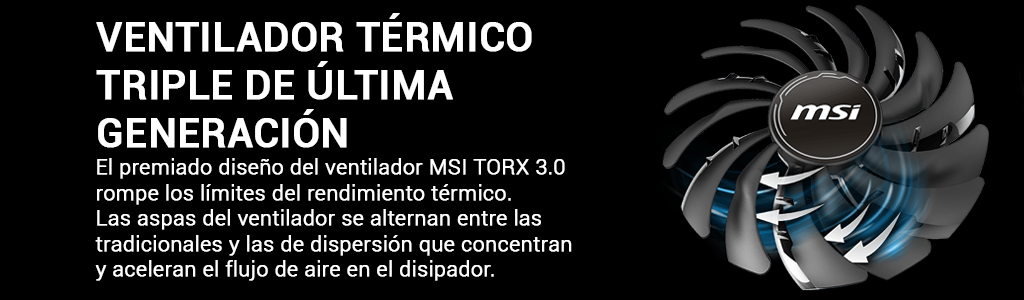 VENTILADOR TÉRMICO
TRIPLE DE ÚLTIMA
GENERACIÓN
El premiado diseño del ventilador MSI TORX 3.0
rompe los límites del rendimiento térmico.
Las aspas del ventilador se alternan entre las
tradicionales y las de dispersión que concentran
y aceleran el flujo de aire en el disipador.
msi